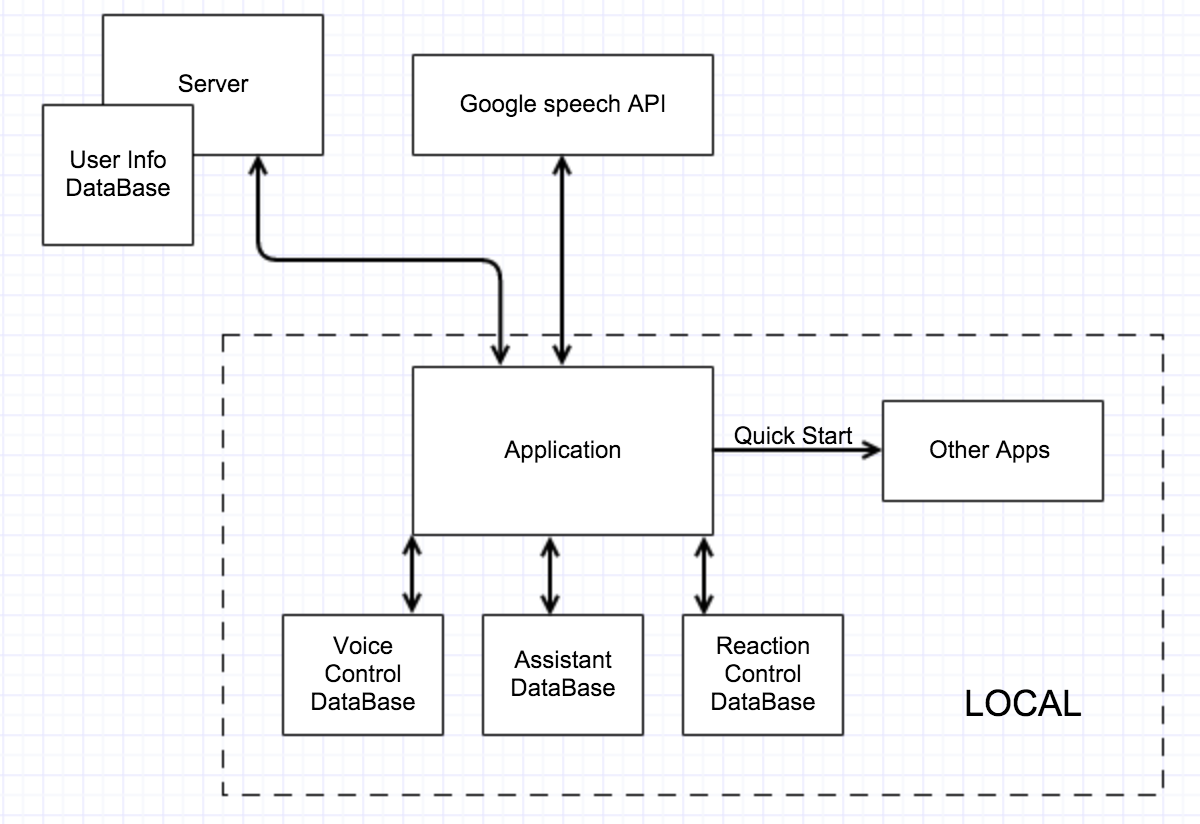 Server
Google speech API
User Info
DataBase
Application
Quick Start
Other Apps
Voice
Control
DataBase
Assistant
DataBase
Reaction
Control
DataBase
LOCAL